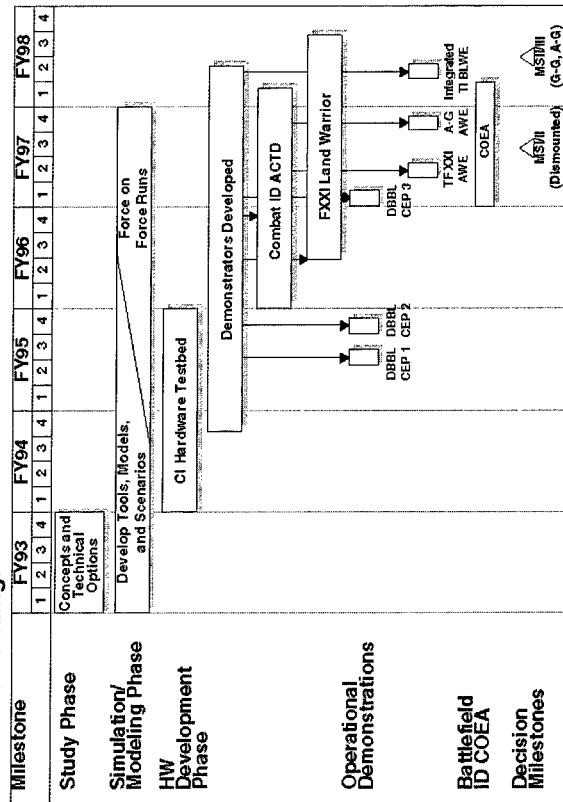 Milestone FY93 FY94 FY95 FY96 FY97 FY98
1 2 3 4 1 2 3 4 1 2 3 4 1 2 3 4 1 2 3 4 1 2 3 4
Study Phase
Concepts and
Technical
Options
Simulation/
Modeling Phase
Develop Tools, Models,
and Scenarios
Force on
Force Runs
HW
Development
Phase
CI Hardware Testbed
Demonstrators Developed
Combat ID ACTD
FXXI Land Warrior
Operational
Demonstrations
DBBL
CEP 1
DBBL
CEP 2
DBBL
CEP 3
TFXXI
AWE
A-G
AWE
Integrated
TI BLWE
Battlefield
ID COEA
COEA
Decision
Milestones
MSI/II
(Dismounted)
MSI/III
(G-G, A-G)